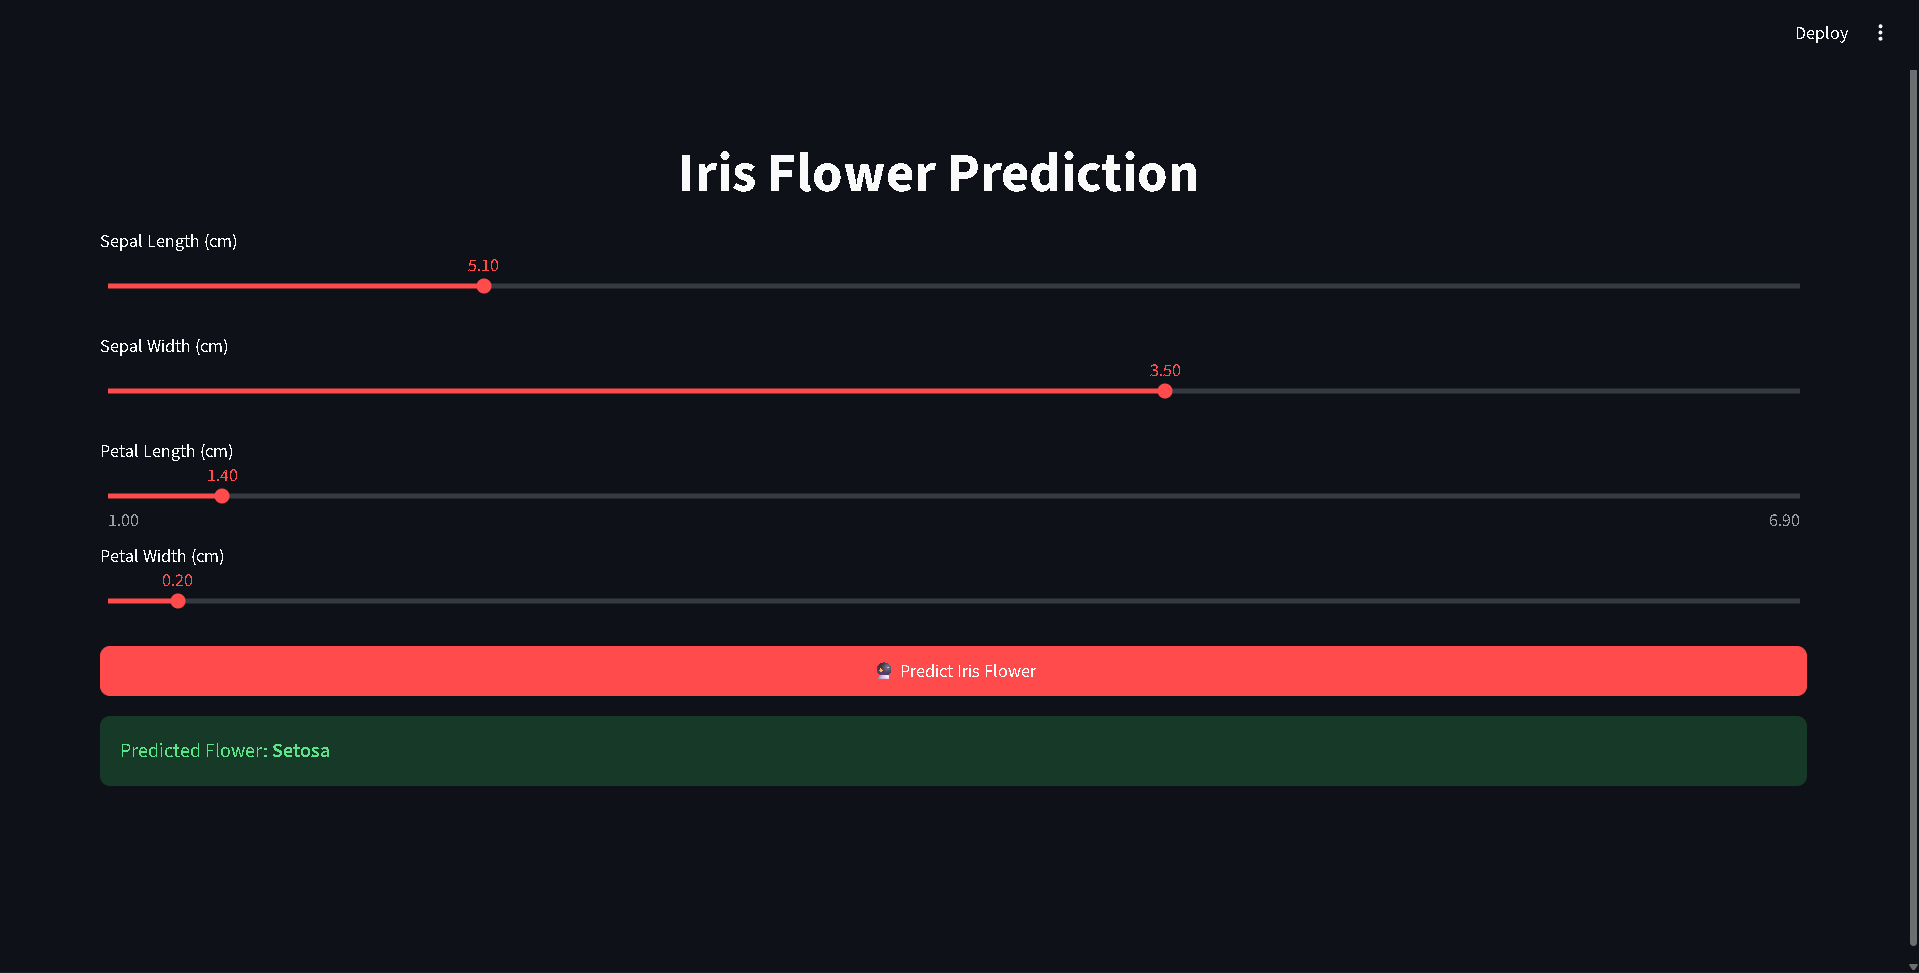 Deploy
Iris Flower Prediction
Sepal Length (cm)
5.10
Sepal Width (cm)
3.50
Petal Length (cm)
1.40
1.00 6.90
Petal Width (cm)
0.20
🔮 Predict Iris Flower
Predicted Flower: Setosa